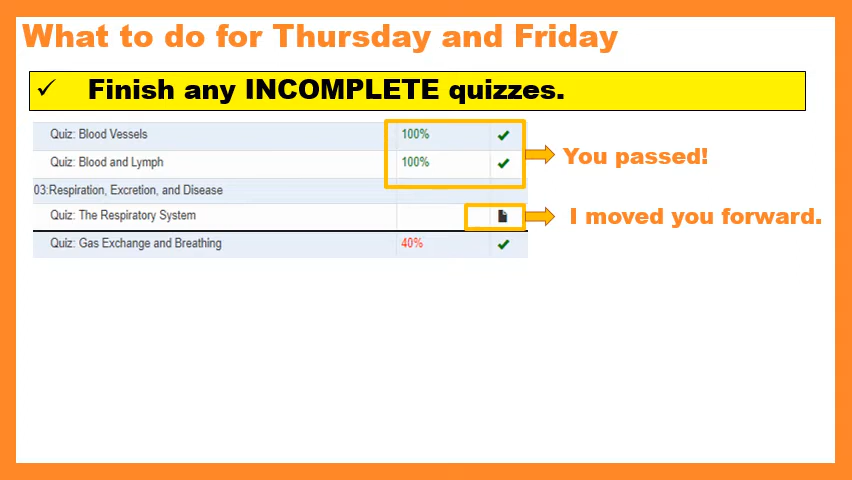 What to do for Thursday and Friday
✓ Finish any INCOMPLETE quizzes.
Quiz: Blood Vessels 100%
Quiz: Blood and Lymph 100%
You passed!
03:Respiration, Excretion, and Disease
Quiz: The Respiratory System
I moved you forward.
Quiz: Gas Exchange and Breathing 40%